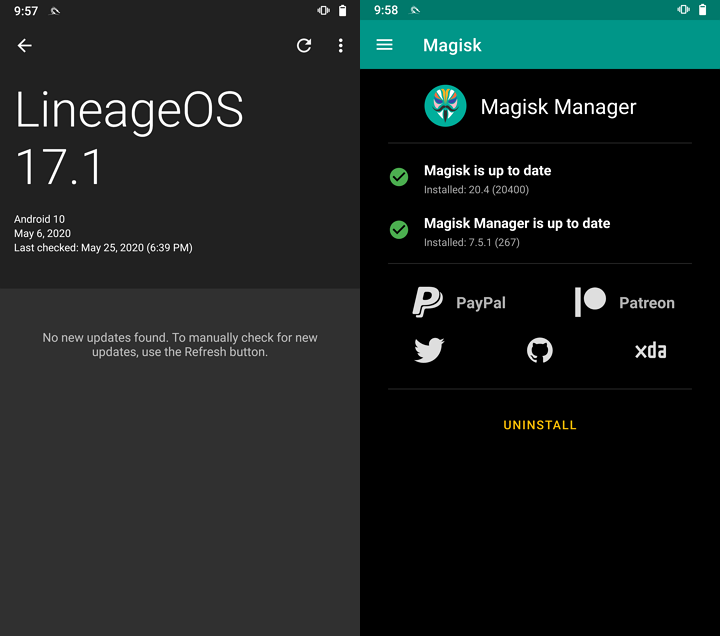 9:57
LineageOS
17.1
Android 10
May 6, 2020
Last checked: May 25, 2020 (6:39 PM)
No new updates found. To manually check for new
updates, use the Refresh button.
9:58
Magisk
Magisk Manager
Magisk is up to date
Installed: 20.4 (20400)
Magisk Manager is up to date
Installed: 7.5.1 (267)
PayPal
Patreon
xda
UNINSTALL